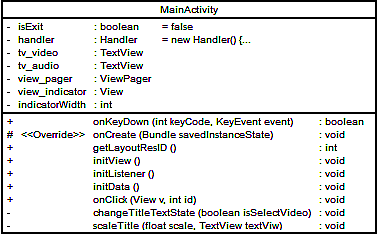 MainActivity
- isExit : boolean = false
- handler : Handler = new Handler() {...
- tv_video : TextView
- tv_audio : TextView
- view_pager : ViewPager
- view_indicator : View
- indicatorWidth : int
+ onKeyDown (int keyCode, KeyEvent event) : boolean
# <<Override>> onCreate (Bundle savedInstanceState) : void
+ getLayoutResID () : int
+ initView () : void
+ initListener () : void
+ initData () : void
+ onClick (View v, int id) : void
- changeTitleTextState (boolean isSelectVideo) : void
- scaleTitle (float scale, TextView textViw) : void